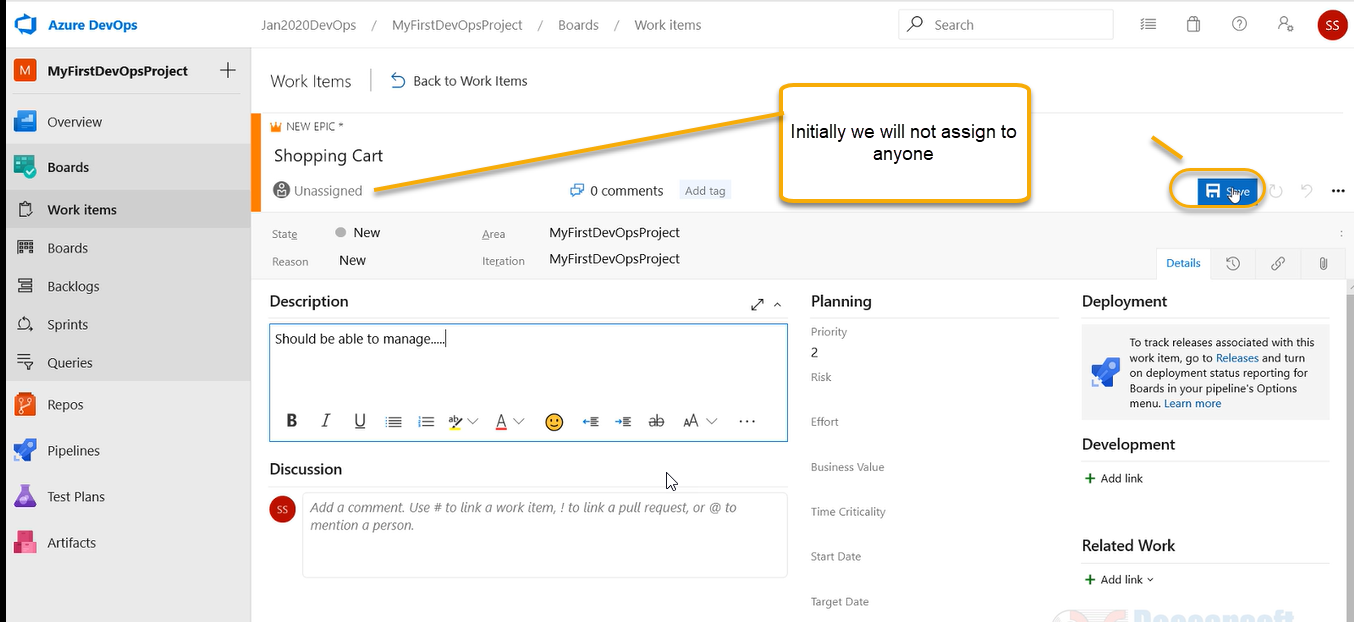 Azure DevOps
Jan2020DevOps / MyFirstDevOpsProject / Boards / Work items
Search
SS
M MyFirstDevOpsProject
Overview
Boards
Work items
Boards
Backlogs
Sprints
Queries
Repos
Pipelines
Test Plans
Artifacts
Work Items
Back to Work Items
NEW EPIC *
Shopping Cart
Unassigned
0 comments
Add tag
Initially we will not assign to
anyone
Save
State New
Reason New
Area MyFirstDevOpsProject
Iteration MyFirstDevOpsProject
Details
Description
Should be able to manage.....
B I U
Discussion
SS
Add a comment. Use # to link a work item, ! to link a pull request, or @ to
mention a person.
Planning
Priority
2
Risk
Effort
Business Value
Time Criticality
Start Date
Target Date
Deployment
To track releases associated with this
work item, go to Releases and turn
on deployment status reporting for
Boards in your pipeline's Options
menu. Learn more
Development
+ Add link
Related Work
+ Add link